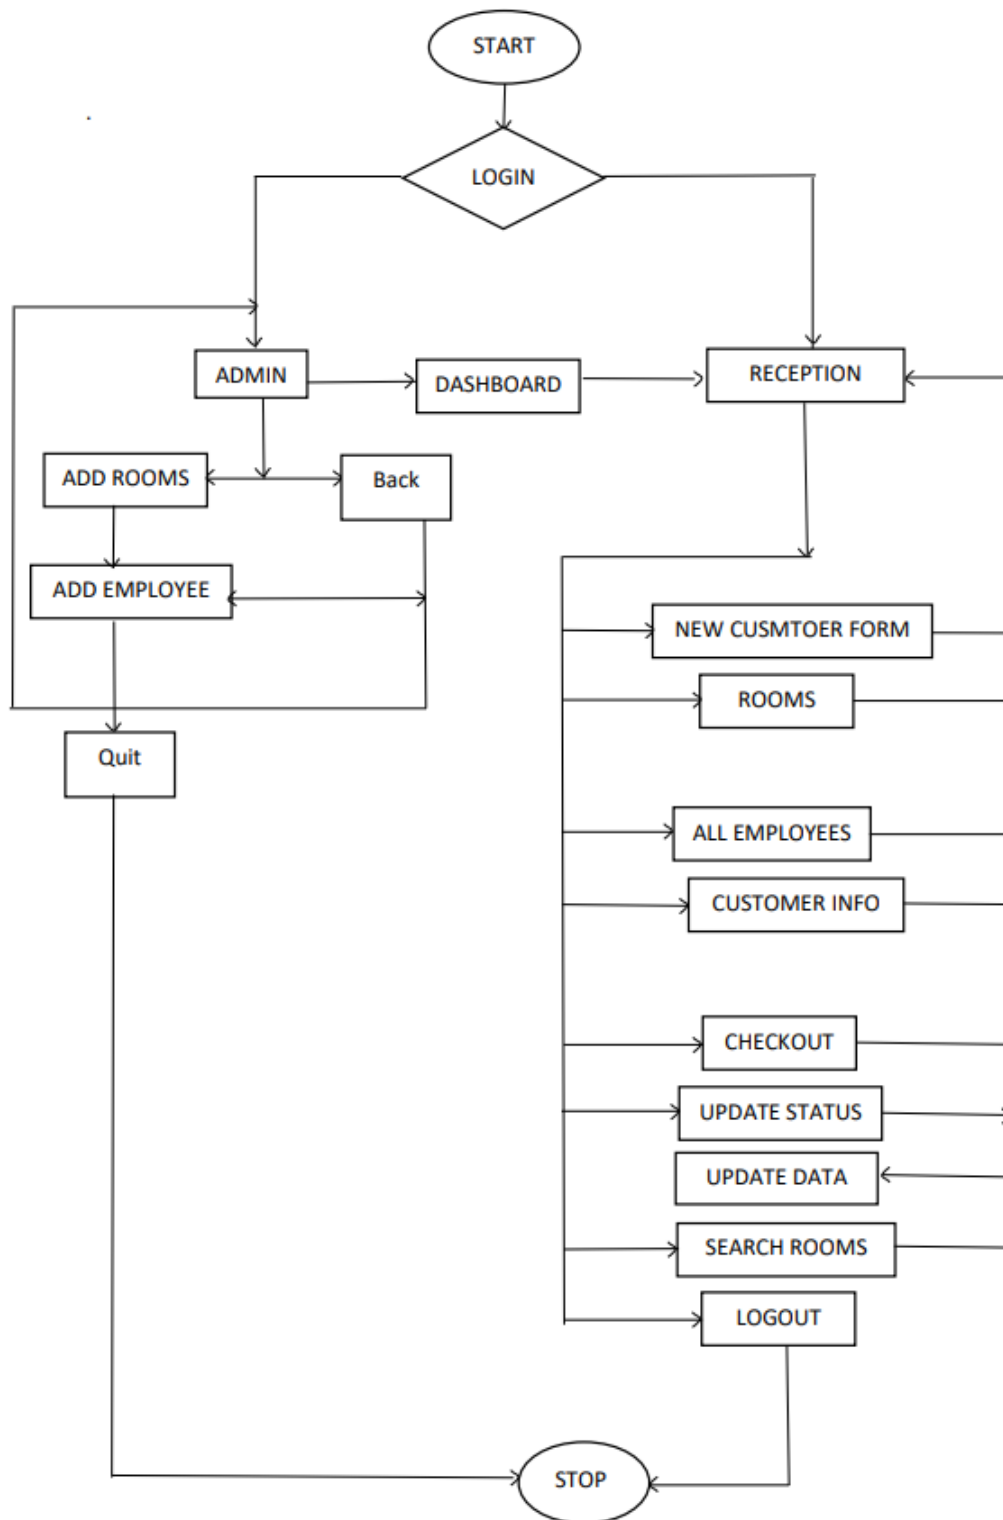 START
LOGIN
ADMIN
DASHBOARD
RECEPTION
ADD ROOMS
Back
ADD EMPLOYEE
NEW CUSMTOER FORM
ROOMS
Quit
ALL EMPLOYEES
CUSTOMER INFO
CHECKOUT
UPDATE STATUS
UPDATE DATA
SEARCH ROOMS
LOGOUT
STOP